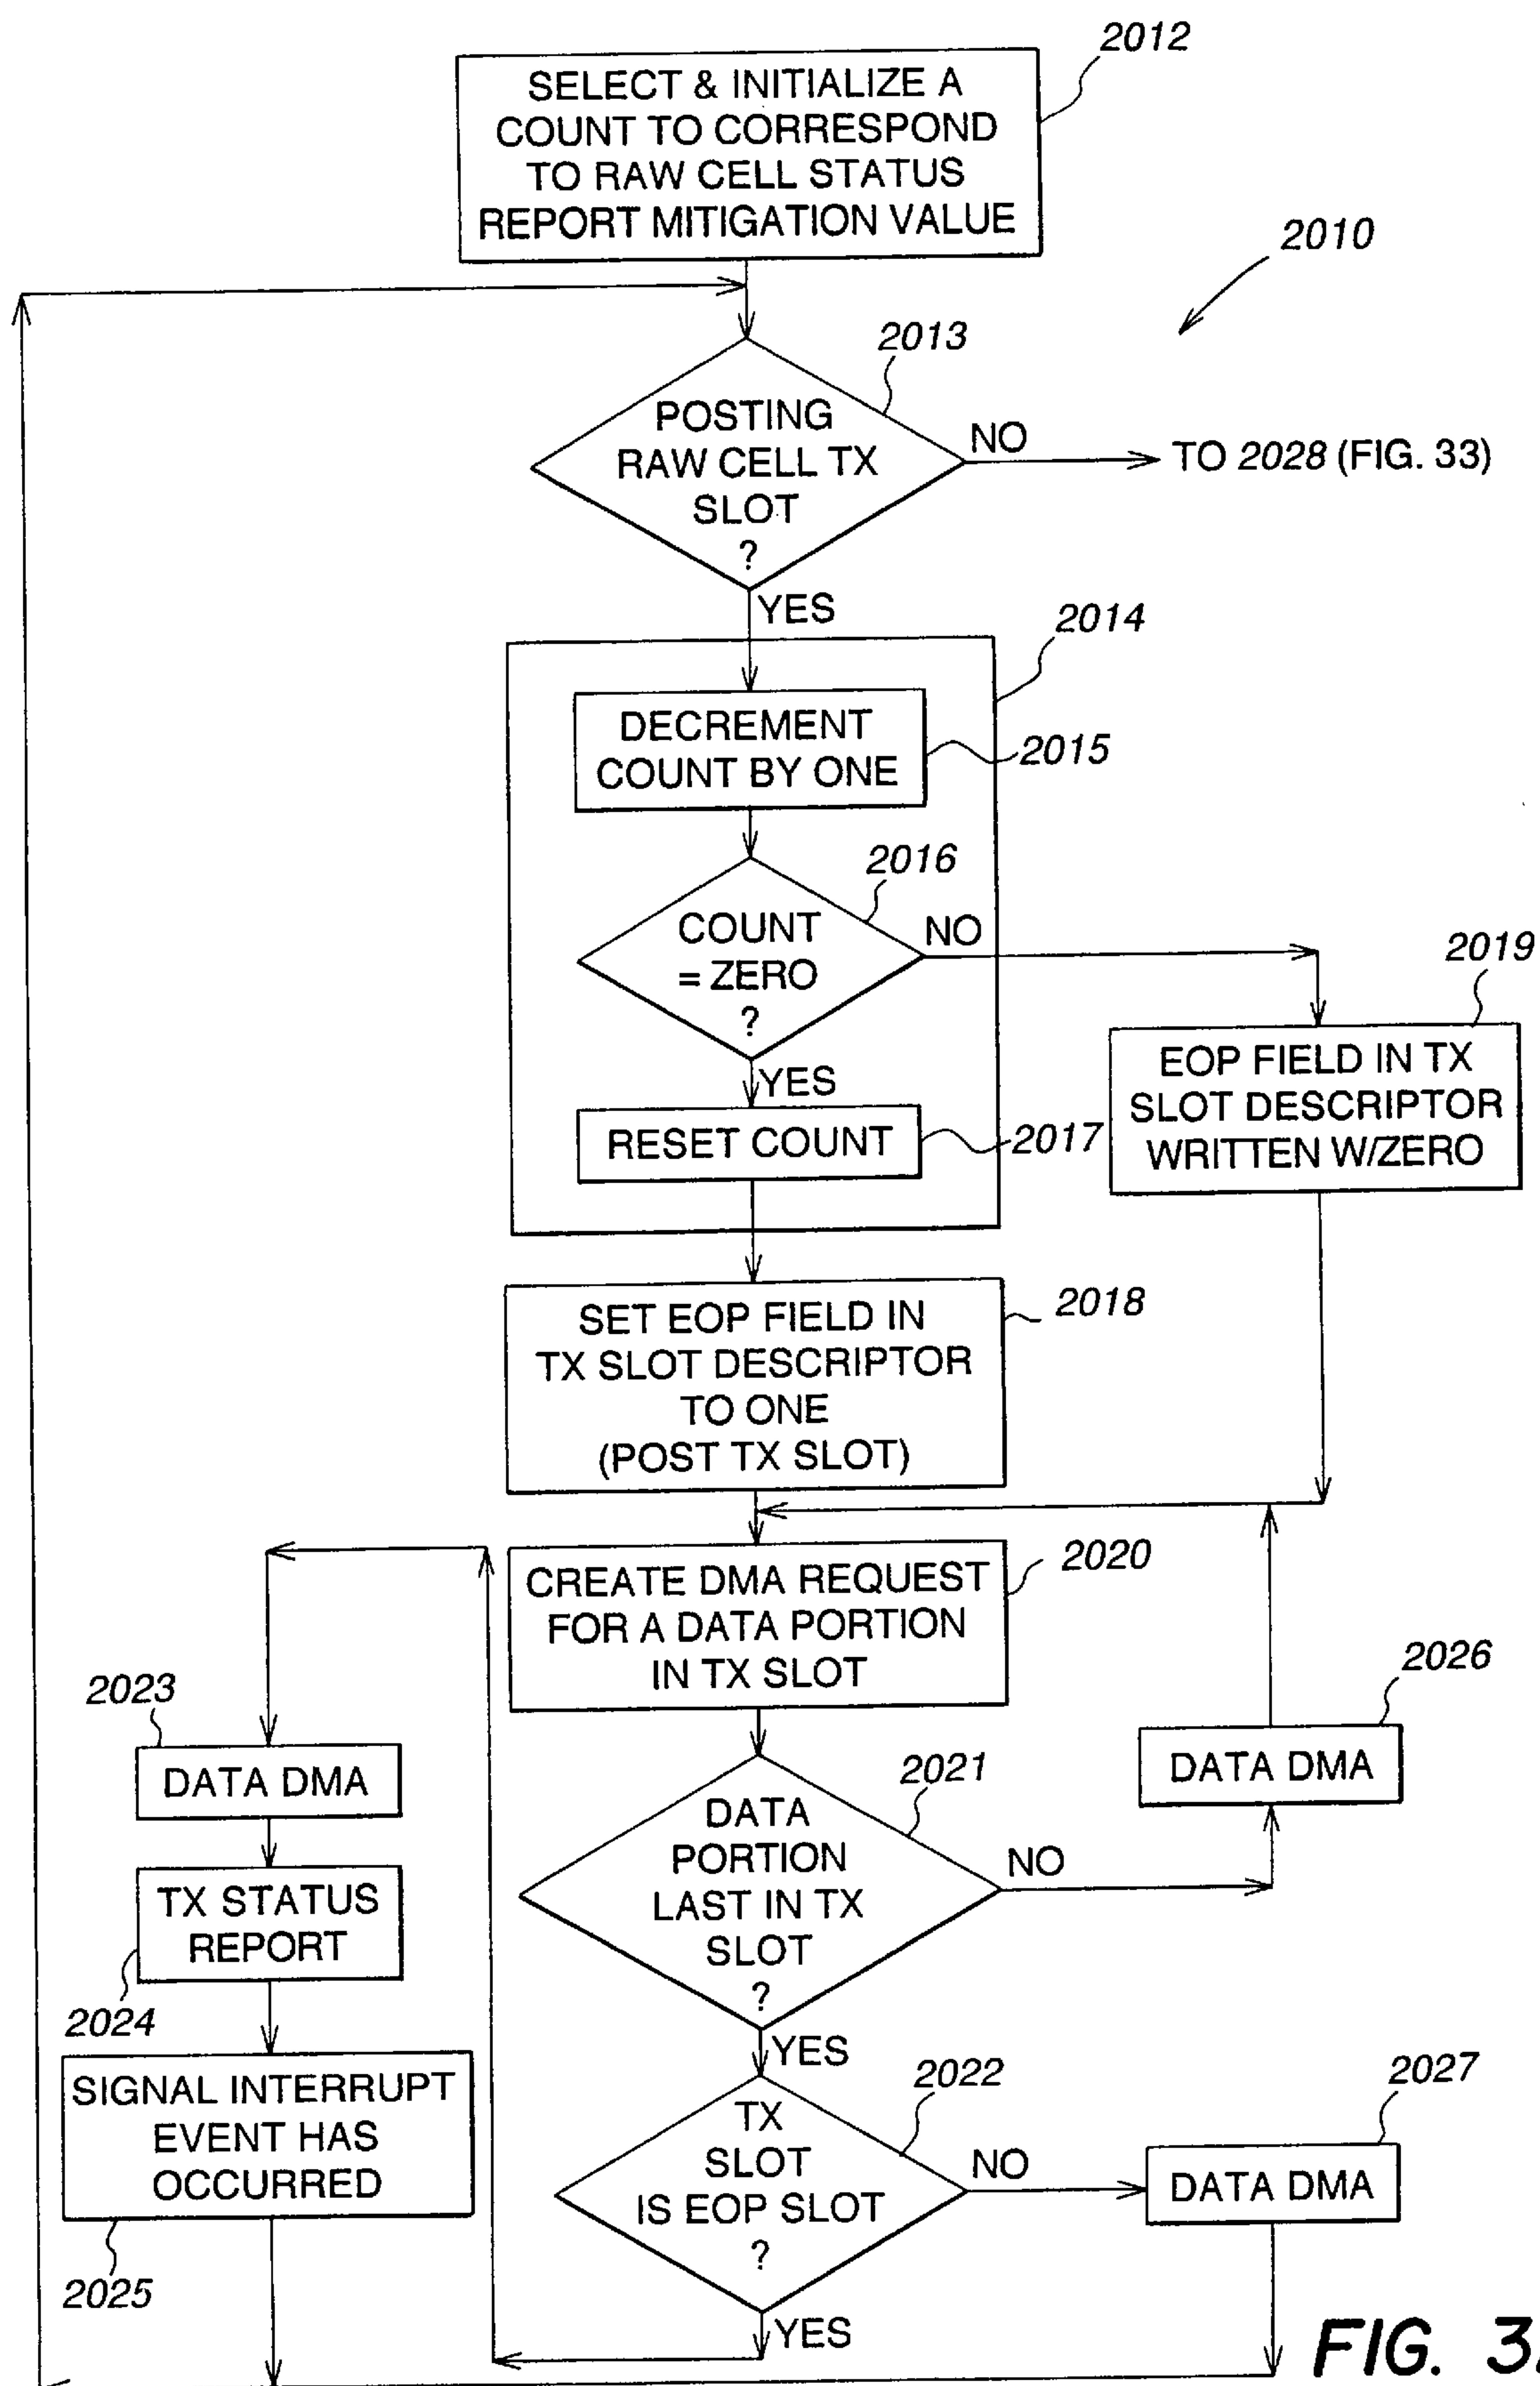 2012
SELECT & INITIALIZE A
COUNT TO CORRESPOND
TO RAW CELL STATUS
REPORT MITIGATION VALUE
2010
2013
POSTING
RAW CELL TX
SLOT
?
NO
TO 2028 (FIG. 33)
YES
2014
DECREMENT
COUNT BY ONE
2015
2016
COUNT
= ZERO
?
NO
YES
2019
EOP FIELD IN TX
SLOT DESCRIPTOR
WRITTEN W/ZERO
RESET COUNT
2017
SET EOP FIELD IN
TX SLOT DESCRIPTOR
TO ONE
(POST TX SLOT)
2018
CREATE DMA REQUEST
FOR A DATA PORTION
IN TX SLOT
2020
2023
DATA DMA
2026
DATA DMA
2021
DATA
PORTION
LAST IN TX
SLOT
?
NO
YES
TX STATUS
REPORT
2024
SIGNAL INTERRUPT
EVENT HAS
OCCURRED
2025
2022
TX
SLOT
IS EOP SLOT
?
NO
YES
2027
DATA DMA
FIG.